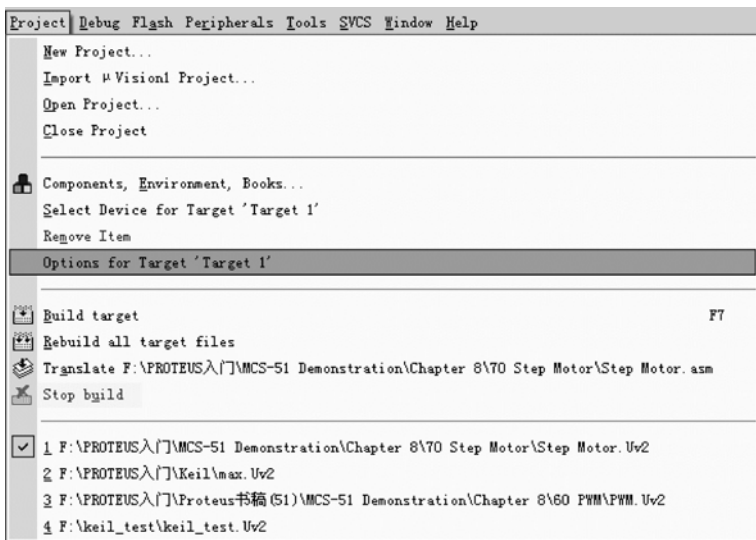 Project Debug Flash Peripherals Tools SVCS Window Help
New Project...
Import μVision1 Project...
Open Project...
Close Project
Components, Environment, Books...
Select Device for Target 'Target 1'
Remove Item
Options for Target 'Target 1'
Build target F7
Rebuild all target files
Translate F:\PROTEUS入门\MCS-51 Demonstration\Chapter 8\70 Step Motor\Step Motor.asm
Stop build
1 F:\PROTEUS入门\MCS-51 Demonstration\Chapter 8\70 Step Motor\Step Motor.Uv2
2 F:\PROTEUS入门\Keil\max.Uv2
3 F:\PROTEUS入门\Proteus书稿(51)\MCS-51 Demonstration\Chapter 8\60 PWM\PWM.Uv2
4 F:\keil_test\keil_test.Uv2